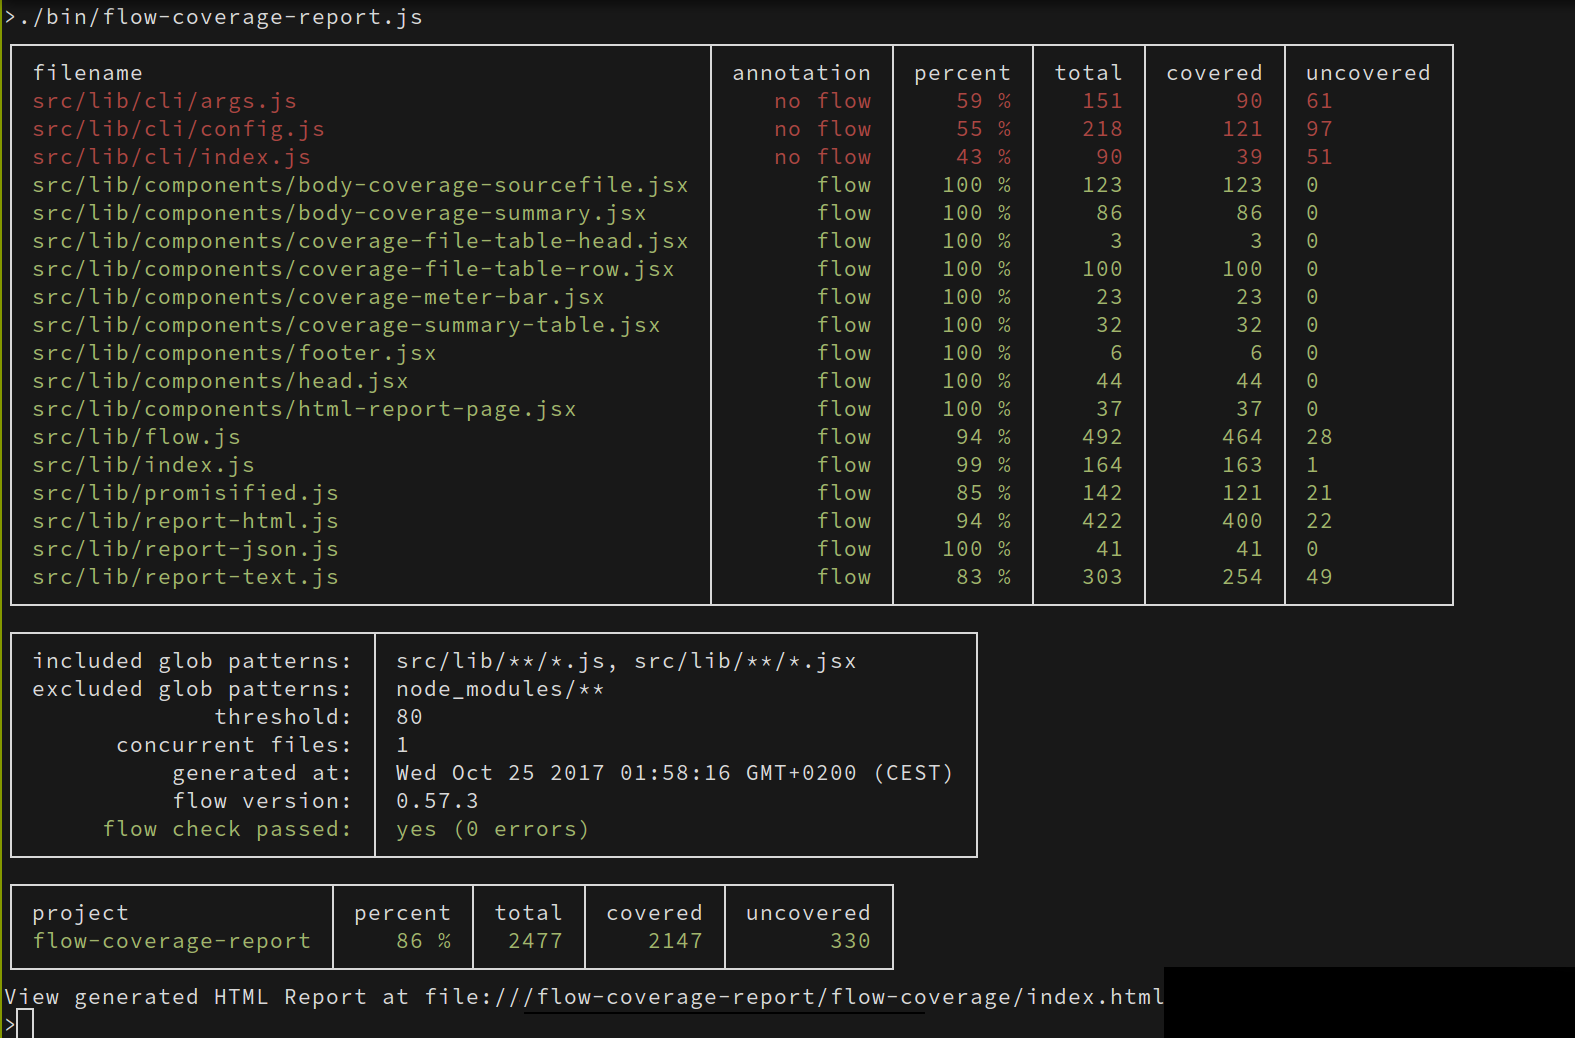 >./bin/flow-coverage-report.js
filename annotation percent total covered uncovered
src/lib/cli/args.js no flow 59 % 151 90 61
src/lib/cli/config.js no flow 55 % 218 121 97
src/lib/cli/index.js no flow 43 % 90 39 51
src/lib/components/body-coverage-sourcefile.jsx flow 100 % 123 123 0
src/lib/components/body-coverage-summary.jsx flow 100 % 86 86 0
src/lib/components/coverage-file-table-head.jsx flow 100 % 3 3 0
src/lib/components/coverage-file-table-row.jsx flow 100 % 100 100 0
src/lib/components/coverage-meter-bar.jsx flow 100 % 23 23 0
src/lib/components/coverage-summary-table.jsx flow 100 % 32 32 0
src/lib/components/footer.jsx flow 100 % 6 6 0
src/lib/components/head.jsx flow 100 % 44 44 0
src/lib/components/html-report-page.jsx flow 100 % 37 37 0
src/lib/flow.js flow 94 % 492 464 28
src/lib/index.js flow 99 % 164 163 1
src/lib/promisified.js flow 85 % 142 121 21
src/lib/report-html.js flow 94 % 422 400 22
src/lib/report-json.js flow 100 % 41 41 0
src/lib/report-text.js flow 83 % 303 254 49
included glob patterns: src/lib/**/*.js, src/lib/**/*.jsx
excluded glob patterns: node_modules/**
threshold: 80
concurrent files: 1
generated at: Wed Oct 25 2017 01:58:16 GMT+0200 (CEST)
flow version: 0.57.3
flow check passed: yes (0 errors)
project percent total covered uncovered
flow-coverage-report 86 % 2477 2147 330
View generated HTML Report at file:///flow-coverage-report/flow-coverage/index.html
>